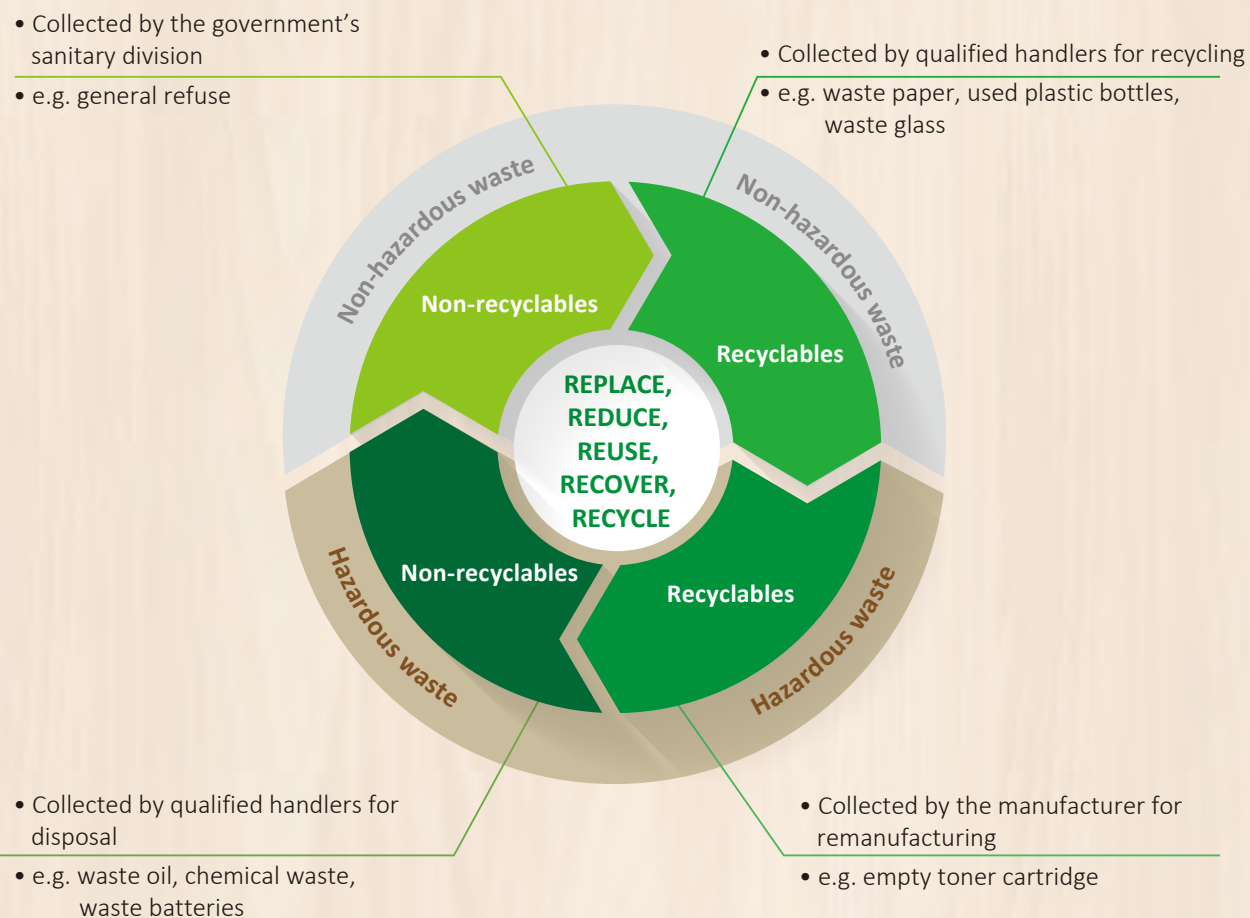 • Collected by the government’s
sanitary division
• e.g. general refuse
• Collected by qualified handlers for recycling
• e.g. waste paper, used plastic bottles,
waste glass
Non-hazardous waste
Non-hazardous waste
Non-recyclables
Recyclables
REPLACE,
REDUCE,
REUSE,
RECOVER,
RECYCLE
Non-recyclables
Recyclables
Hazardous waste
Hazardous waste
• Collected by qualified handlers for
disposal
• e.g. waste oil, chemical waste,
waste batteries
• Collected by the manufacturer for
remanufacturing
• e.g. empty toner cartridge